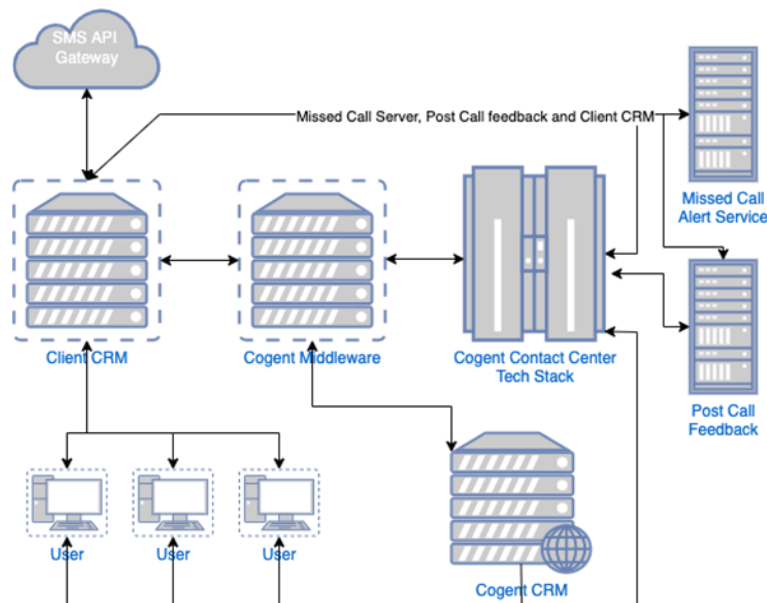 SMS API
Gateway
Missed Call Server, Post Call feedback and Client CRM
Missed Call
Alert Service
Client CRM
Cogent Middleware
Cogent Contact Center
Tech Stack
Post Call
Feedback
User
User
User
Cogent CRM